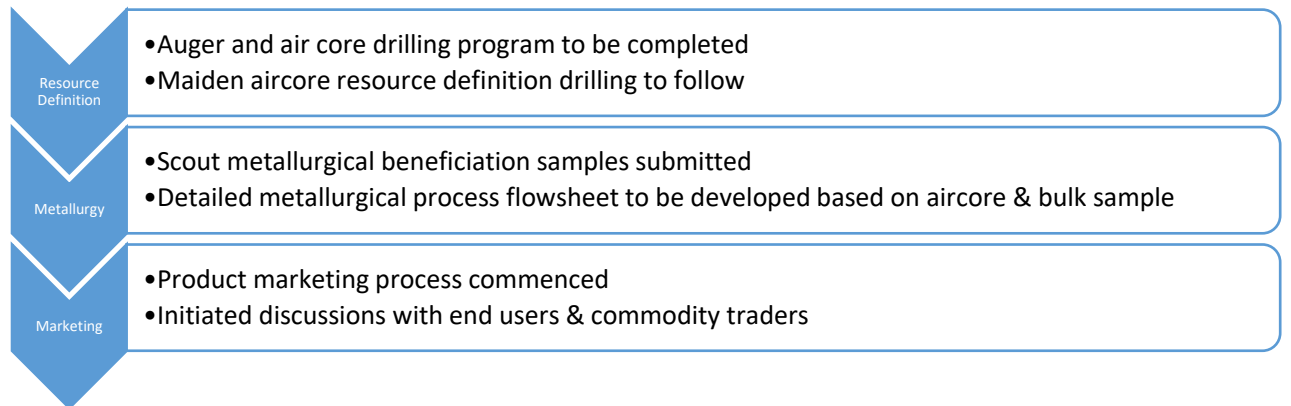 Resource
Definition
•Auger and air core drilling program to be completed
•Maiden aircore resource definition drilling to follow
Metallurgy
•Scout metallurgical beneficiation samples submitted
•Detailed metallurgical process flowsheet to be developed based on aircore & bulk sample
Marketing
•Product marketing process commenced
•Initiated discussions with end users & commodity traders